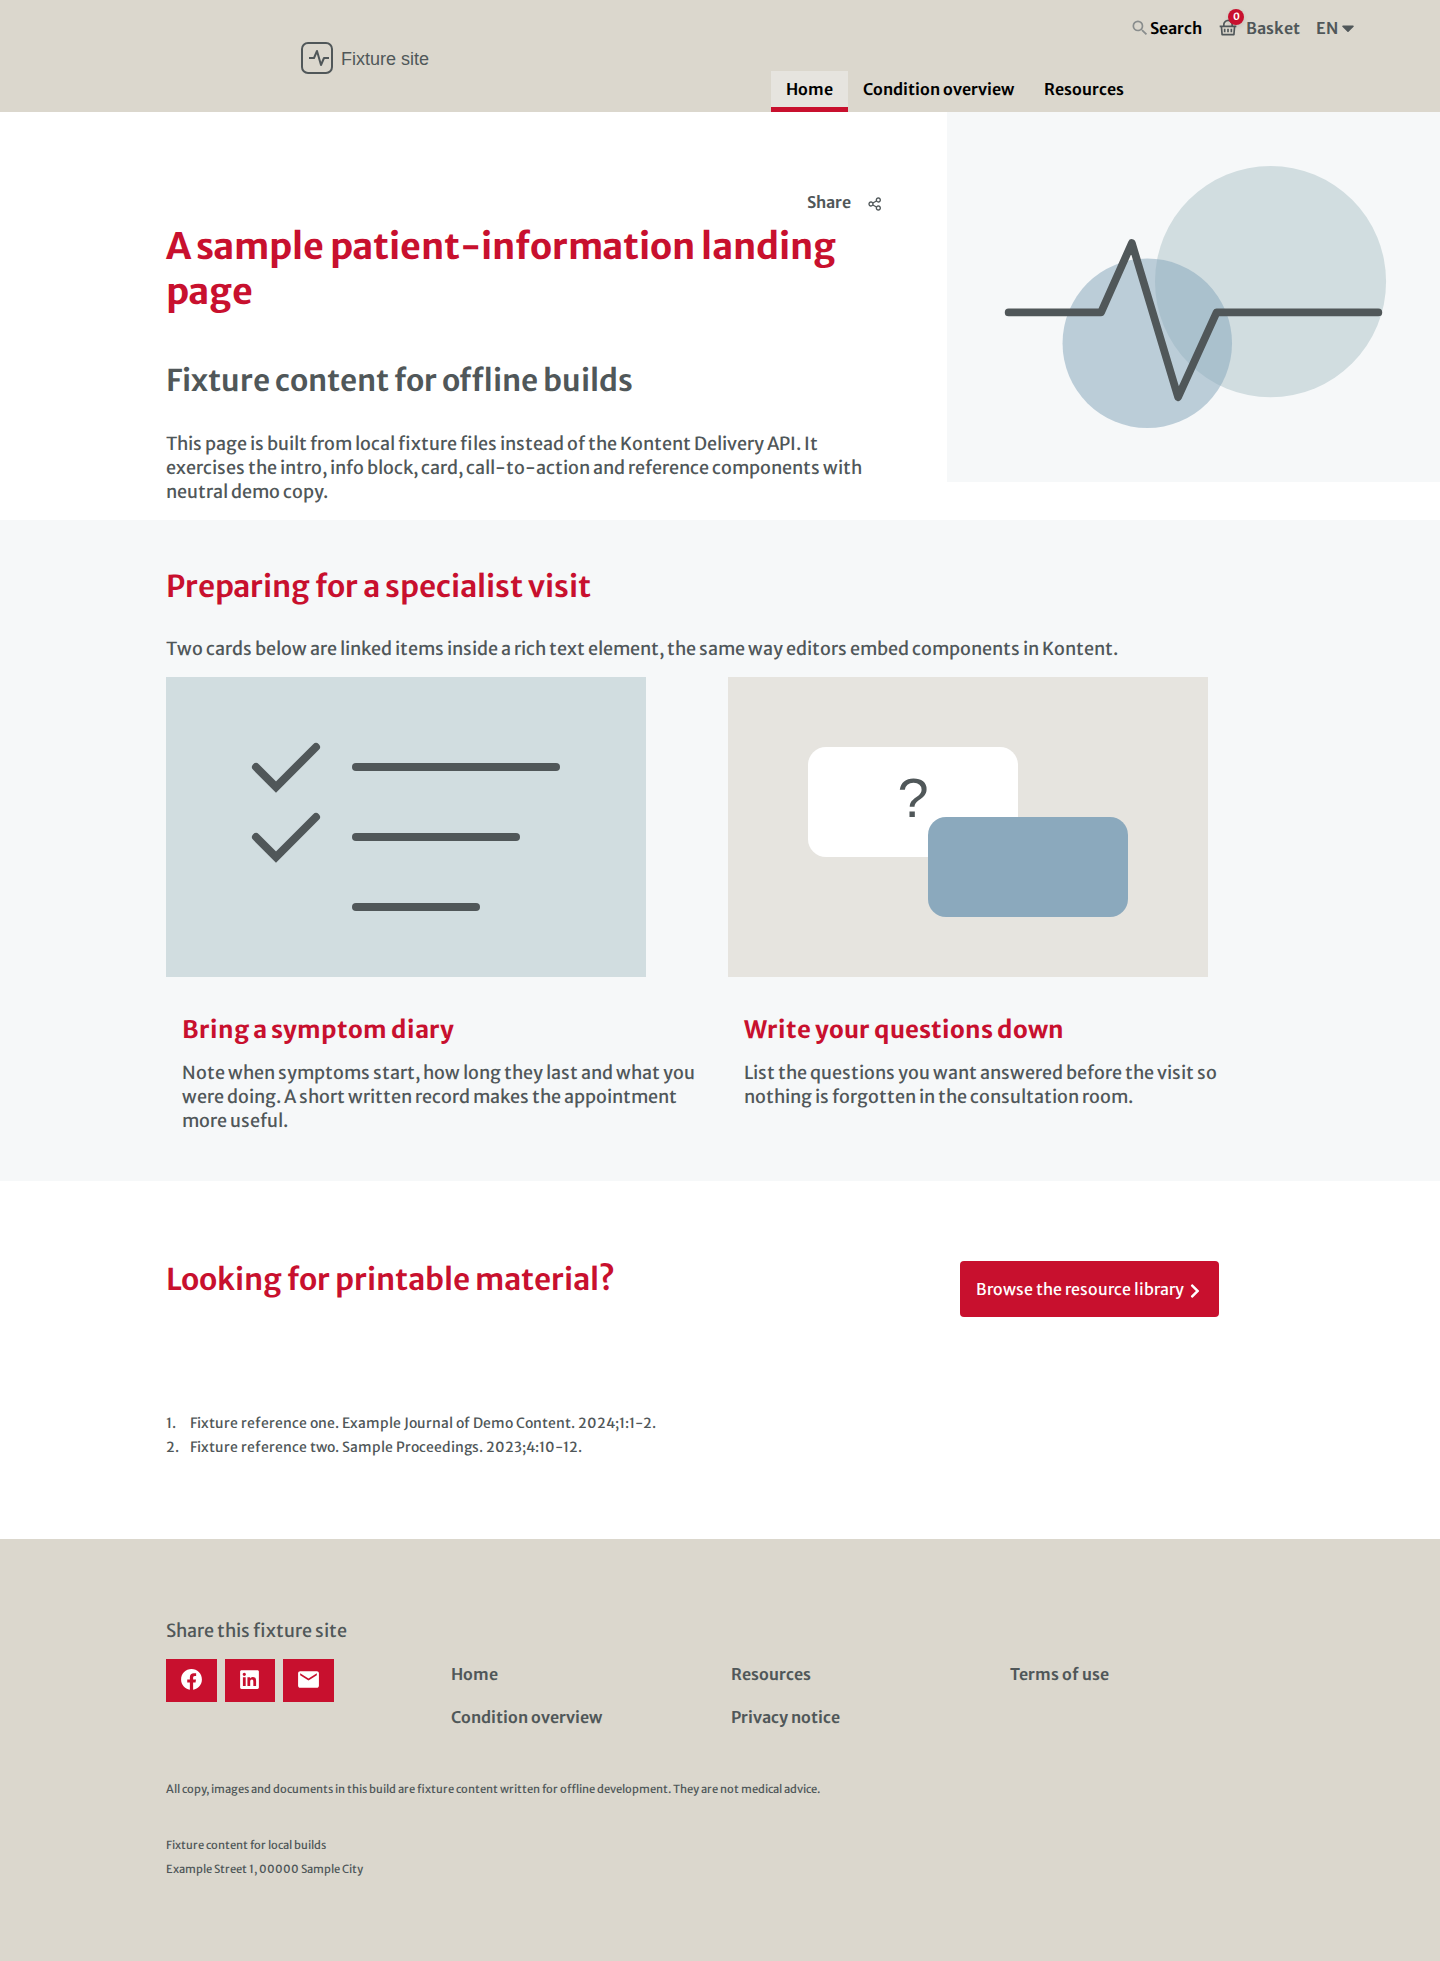 Search
0
Basket
EN
Fixture site
Home
Condition overview
Resources
Share
A sample patient-information landing
page
Fixture content for offline builds
This page is built from local fixture files instead of the Kontent Delivery API. It
exercises the intro, info block, card, call-to-action and reference components with
neutral demo copy.
Preparing for a specialist visit
Two cards below are linked items inside a rich text element, the same way editors embed components in Kontent.
?
Bring a symptom diary
Note when symptoms start, how long they last and what you
were doing. A short written record makes the appointment
more useful.
Write your questions down
List the questions you want answered before the visit so
nothing is forgotten in the consultation room.
Looking for printable material?
Browse the resource library
1. Fixture reference one. Example Journal of Demo Content. 2024;1:1-2.
2. Fixture reference two. Sample Proceedings. 2023;4:10-12.
Share this fixture site
Home
Condition overview
Resources
Privacy notice
Terms of use
All copy, images and documents in this build are fixture content written for offline development. They are not medical advice.
Fixture content for local builds
Example Street 1, 00000 Sample City